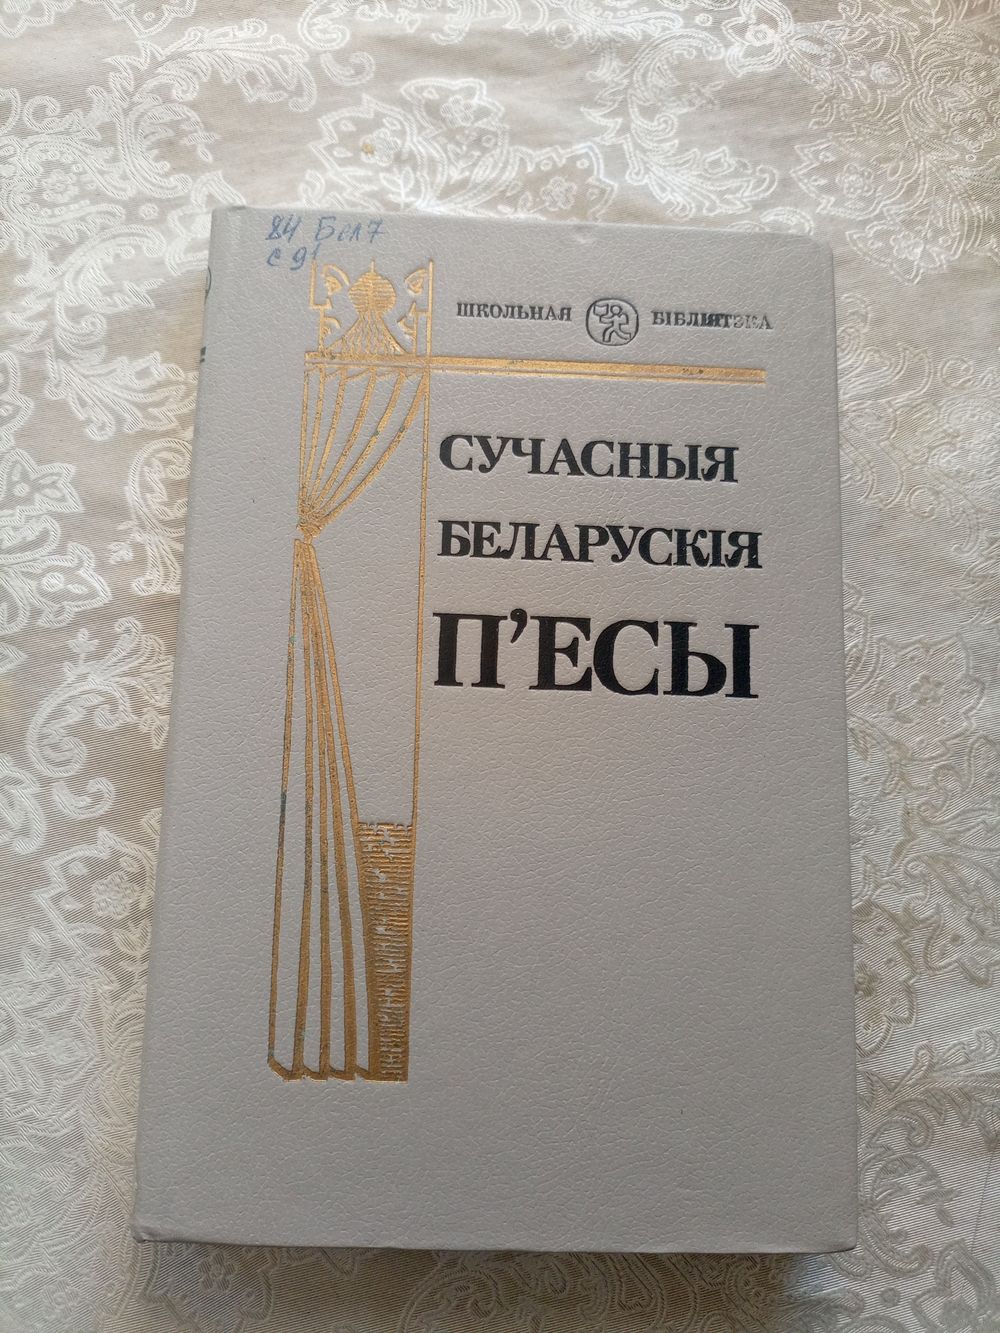 84 Бел7
С 91
ШКОЛЬНАЯ БІБЛІЯТЭКА
СУЧАСНЫЯ
БЕЛАРУСКІЯ
П'ЕСЫ